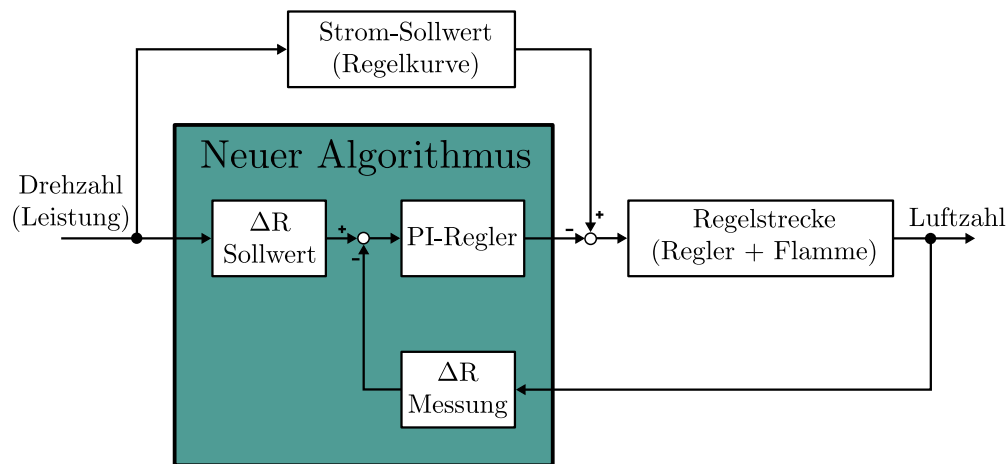 Strom-Sollwert
(Regelkurve)
Neuer Algorithmus
Drehzahl
(Leistung)
ΔR
Sollwert
+
-
PI-Regler
-
+
Regelstrecke
(Regler + Flamme)
Luftzahl
ΔR
Messung